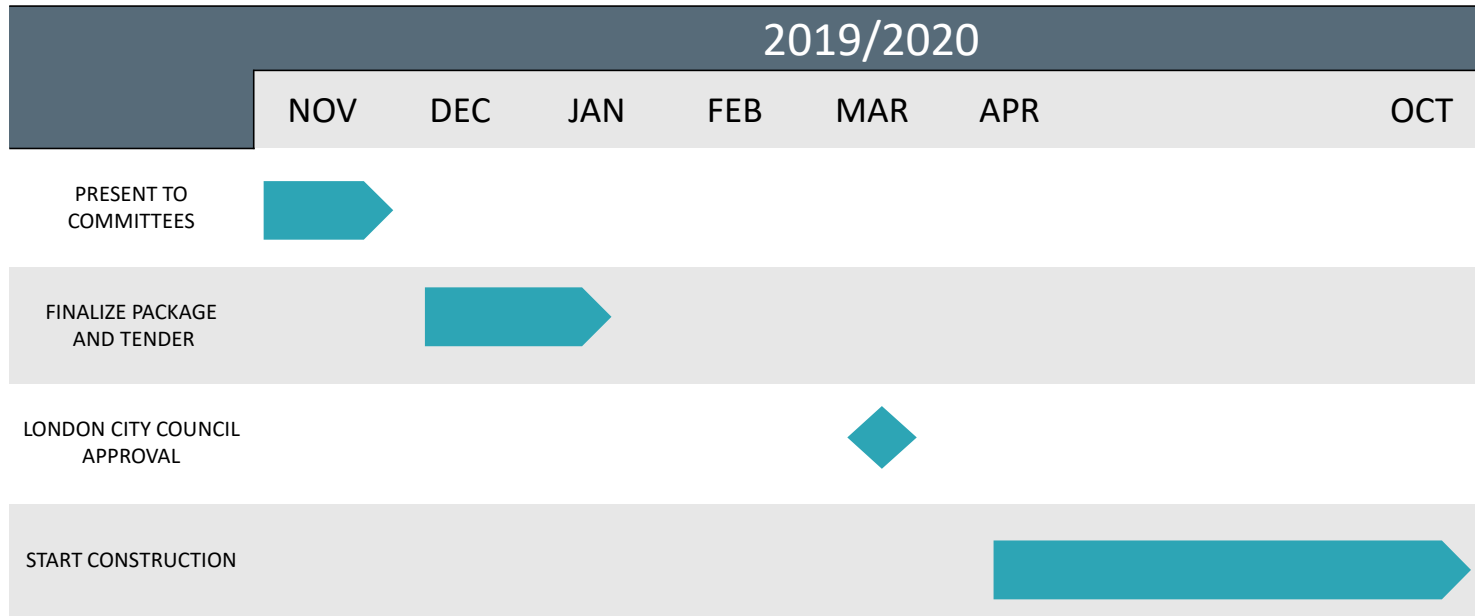 2019/2020
NOV DEC JAN FEB MAR APR OCT
PRESENT TO
COMMITTEES
FINALIZE PACKAGE
AND TENDER
LONDON CITY COUNCIL
APPROVAL
START CONSTRUCTION